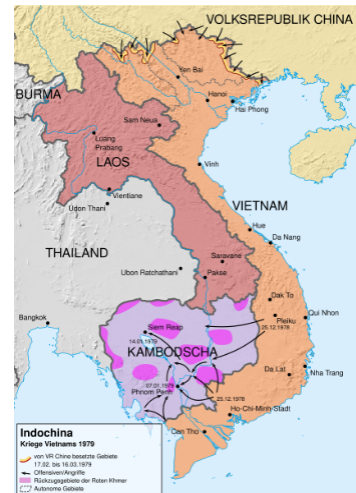 VOLKSREPUBLIK CHINA
BURMA
Yen Bai
Hanoi
Hai Phong
Sam Neua
Luang
Prabang
LAOS
Vinh
Vientiane
Udon Thani
VIETNAM
Hue
Da Nang
THAILAND
Saravane
Ubon Ratchathani
Pakse
Dak To
Pleiku
Qui Nhon
Bangkok
Siem Reap
14.01.1979
25.12.1978
KAMBODSCHA
Da Lat
Nha Trang
07.01.1979
Phnom Penh
25.12.1978
Ho-Chi-Minh-Stadt
Can Tho
Indochina
Kriege Vietnams 1979
von VR China besetzte Gebiete
17.02. bis 16.03.1979
Offensiven/Angriffe
Rückzugsgebiete der Roten Khmer
Autonome Gebiete